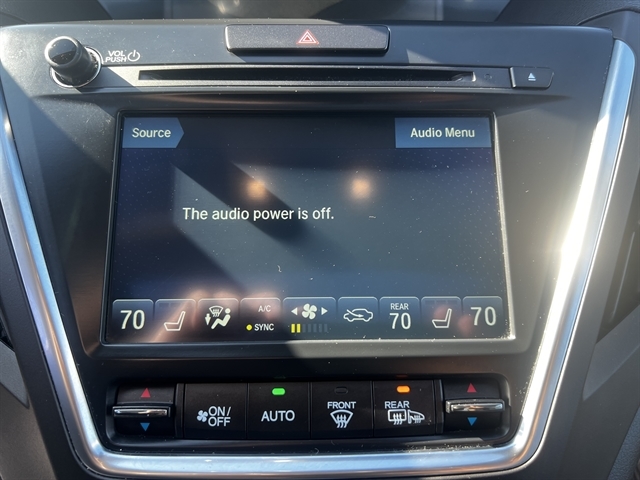 VOL
PUSH
Source
Audio Menu
The audio power is off.
70
A/C
SYNC
REAR
70
70
ON/
OFF
AUTO
FRONT
REAR